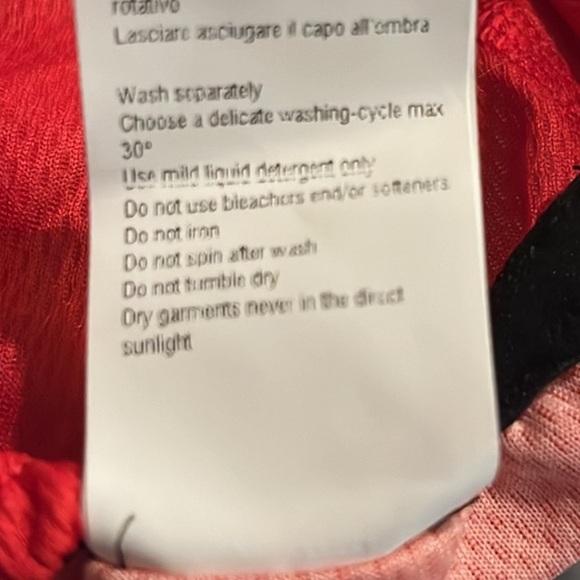 rotativo
Lasciare asciugare il capo all'ombra
Wash separately
Choose a delicate washing-cycle max
30°
Use mild liquid detergent only
Do not use bleachers end/or softeners
Do not iron
Do not spin after wash
Do not tumble dry
Dry garments never in the direct
sunlight